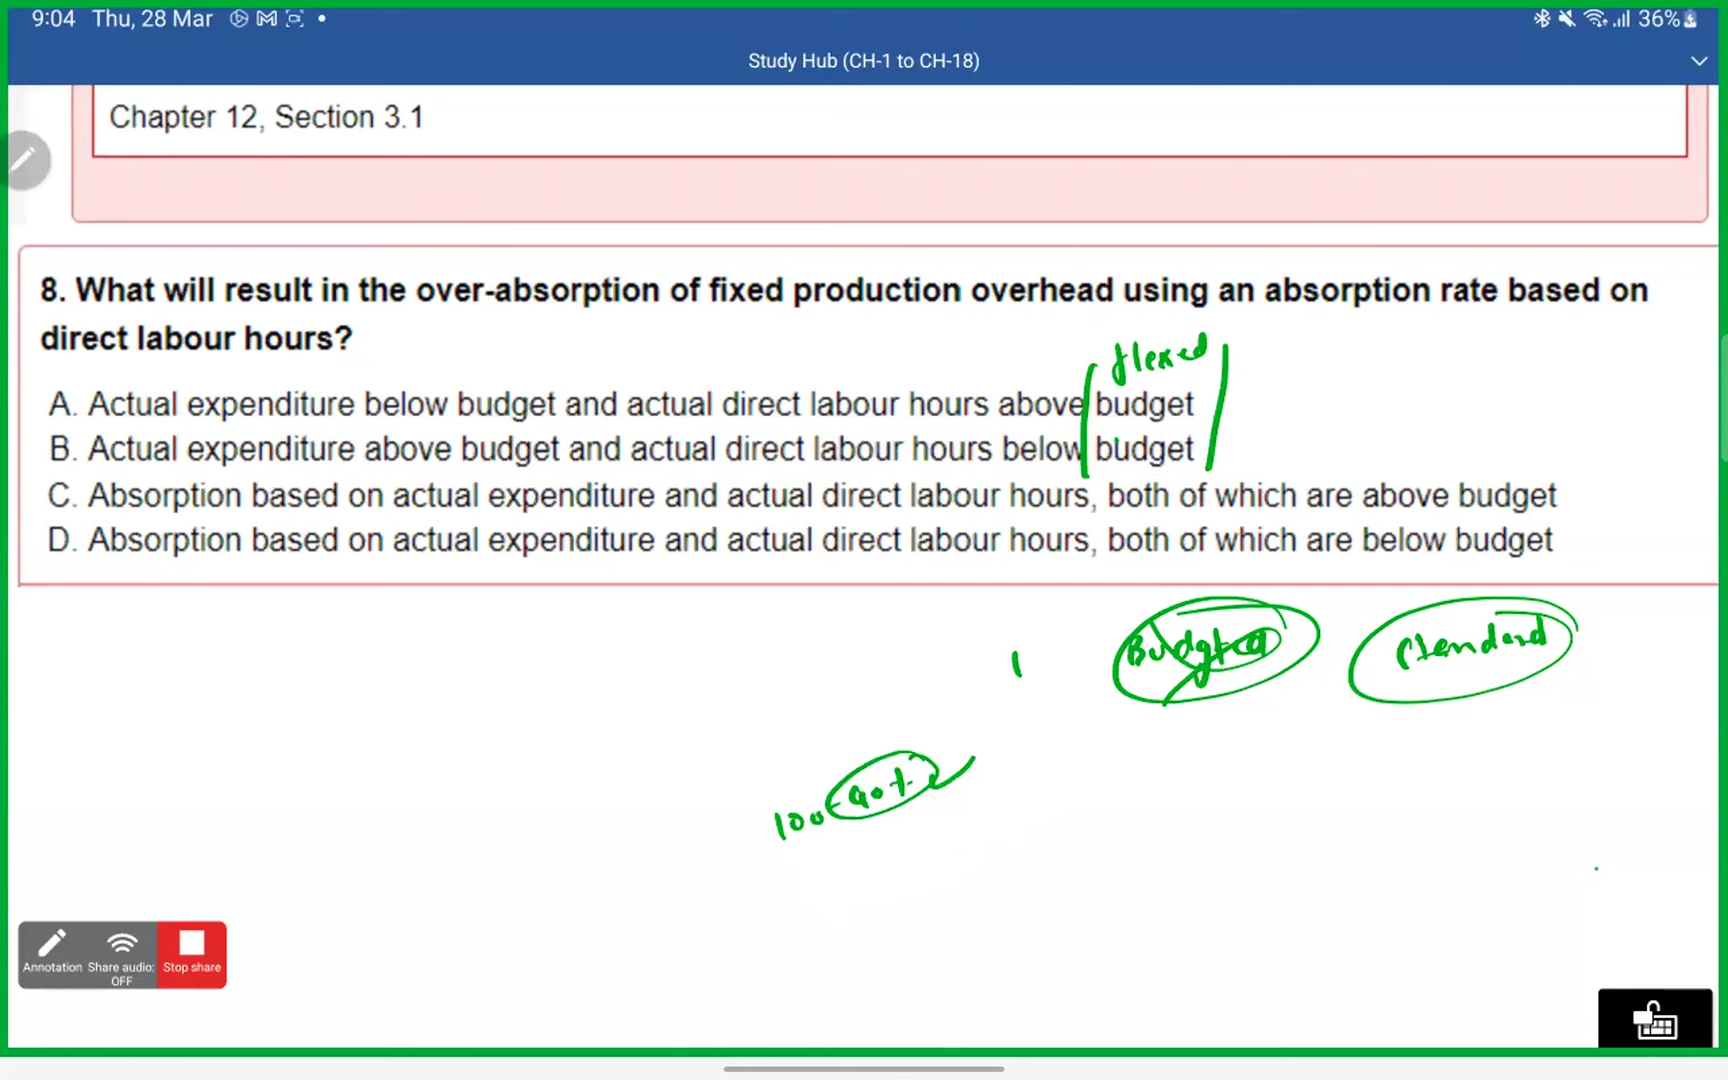 9:04 Thu, 28 Mar
36%
Study Hub (CH-1 to CH-18)
Chapter 12, Section 3.1
8. What will result in the over-absorption of fixed production overhead using an absorption rate based on
direct labour hours?
flexed
A. Actual expenditure below budget and actual direct labour hours above budget
B. Actual expenditure above budget and actual direct labour hours below budget
C. Absorption based on actual expenditure and actual direct labour hours, both of which are above budget
D. Absorption based on actual expenditure and actual direct labour hours, both of which are below budget
Standard
100
Annotation
Share audio:
OFF
Stop share